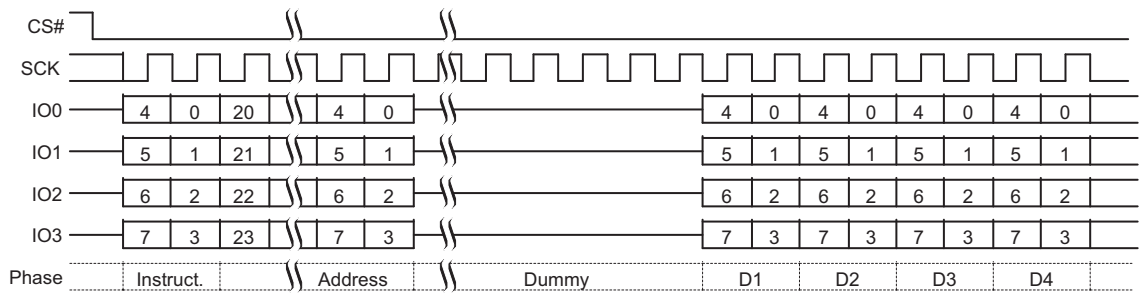 CS#
SCK
IO0 4 0 20 4 0 4 0 4 0 4 0 4 0
IO1 5 1 21 5 1 5 1 5 1 5 1 5 1
IO2 6 2 22 6 2 6 2 6 2 6 2 6 2
IO3 7 3 23 7 3 7 3 7 3 7 3 7 3
Phase Instruct. Address Dummy D1 D2 D3 D4